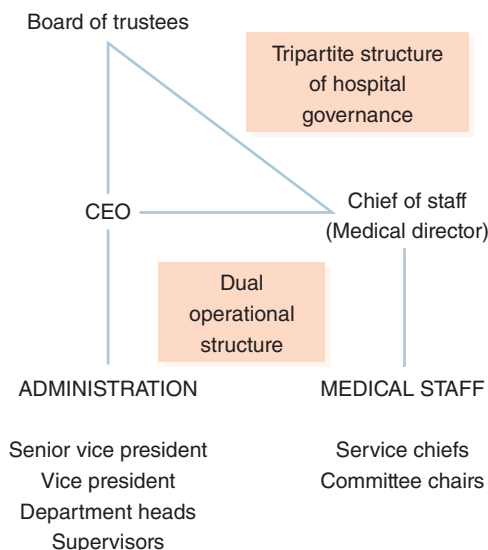 Board of trustees
Tripartite structure
of hospital
governance
CEO
Chief of staff
(Medical director)
Dual
operational
structure
ADMINISTRATION
MEDICAL STAFF
Senior vice president
Vice president
Department heads
Supervisors
Service chiefs
Committee chairs